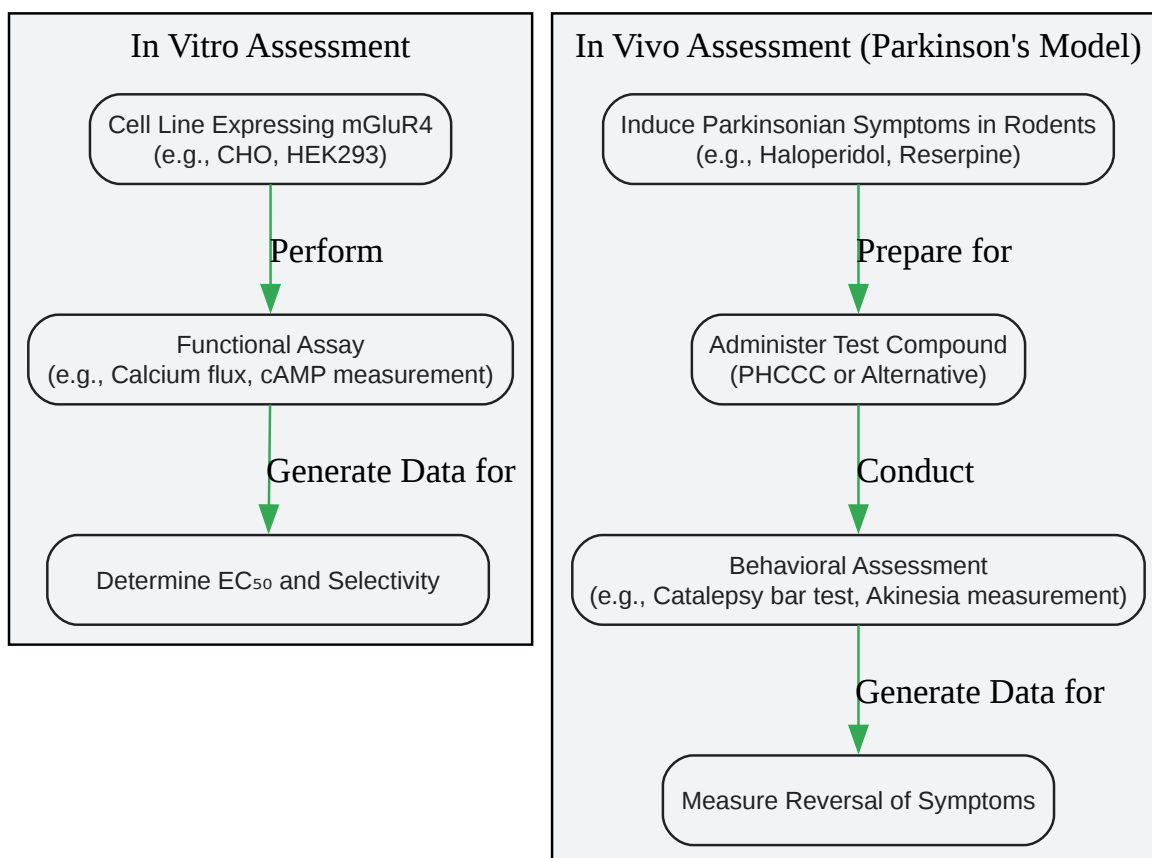 In Vitro Assessment
Cell Line Expressing mGluR4
(e.g., CHO, HEK293)
Perform
Functional Assay
(e.g., Calcium flux, cAMP measurement)
Generate Data for
Determine EC₅₀ and Selectivity
In Vivo Assessment (Parkinson's Model)
Induce Parkinsonian Symptoms in Rodents
(e.g., Haloperidol, Reserpine)
Prepare for
Administer Test Compound
(PHCCC or Alternative)
Conduct
Behavioral Assessment
(e.g., Catalepsy bar test, Akinesia measurement)
Generate Data for
Measure Reversal of Symptoms